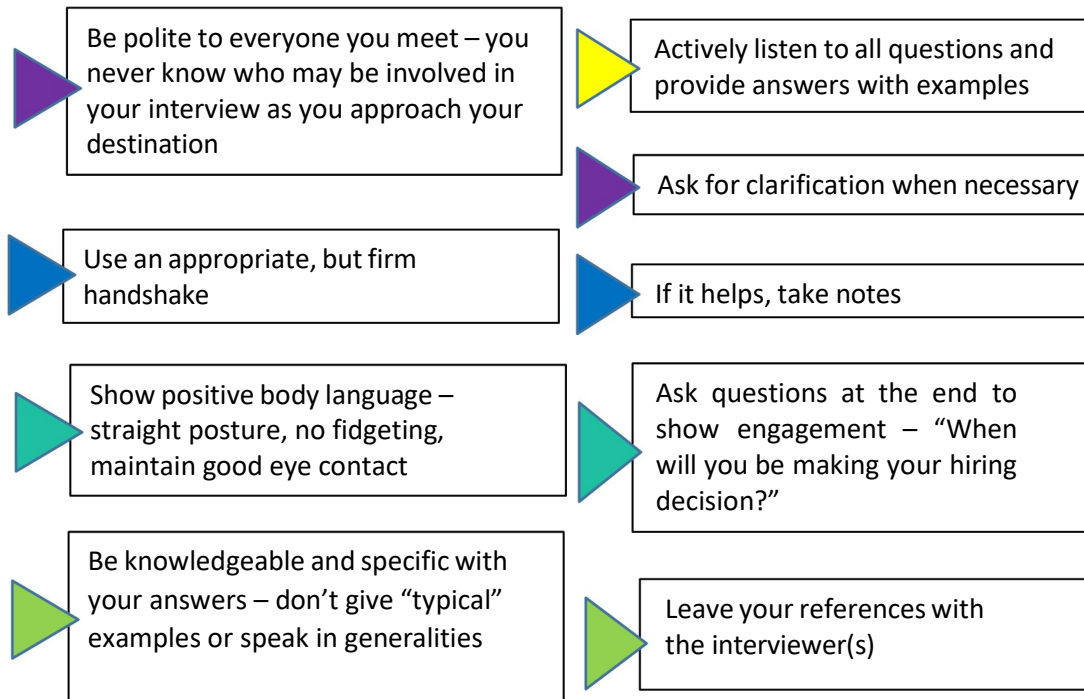 Be polite to everyone you meet – you
never know who may be involved in
your interview as you approach your
destination
Use an appropriate, but firm
handshake
Show positive body language –
straight posture, no fidgeting,
maintain good eye contact
Be knowledgeable and specific with
your answers – don’t give “typical”
examples or speak in generalities
Actively listen to all questions and
provide answers with examples
Ask for clarification when necessary
If it helps, take notes
Ask questions at the end to
show engagement – “When
will you be making your hiring
decision?”
Leave your references with
the interviewer(s)